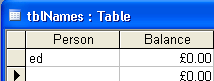 tblNames : Table
Person Balance
ed £0.00
£0.00